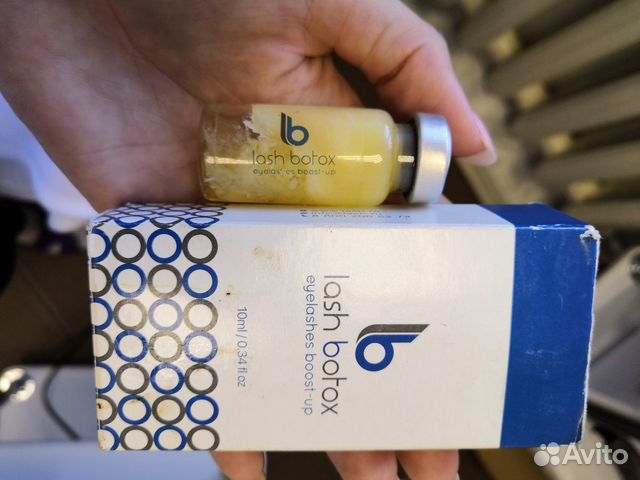 lash botox
eyelashes boost-up
lash botox
eyelashes boost-up
10ml/0.34 fl oz
Avito